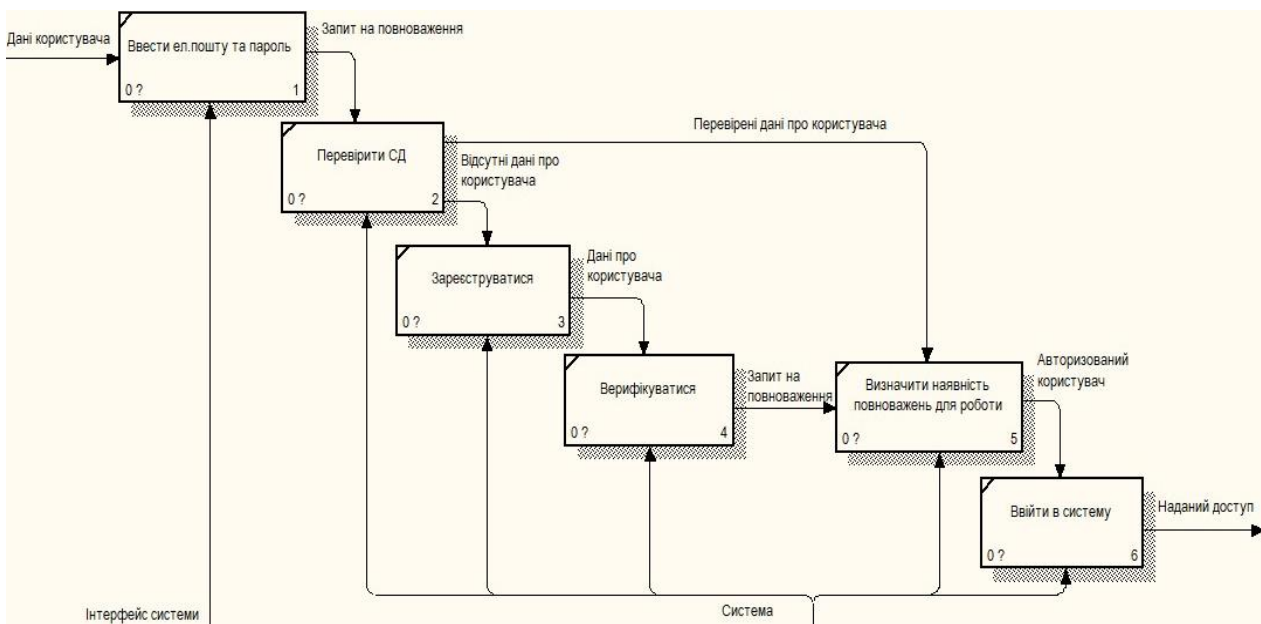 Дані користувача
Ввести ел.пошту та пароль
0 ?
1
Запит на повноваження
Перевірити СД
0 ?
2
Перевірені дані про користувача
Відсутні дані про
користувача
Зареєструватися
0 ?
3
Дані про
користувача
Верифікуватися
0 ?
4
Запит на
повноваження
Визначити наявність
повноважень для роботи
0 ?
5
Авторизований
користувач
Ввійти в систему
0 ?
6
Наданий доступ
Інтерфейс системи
Система